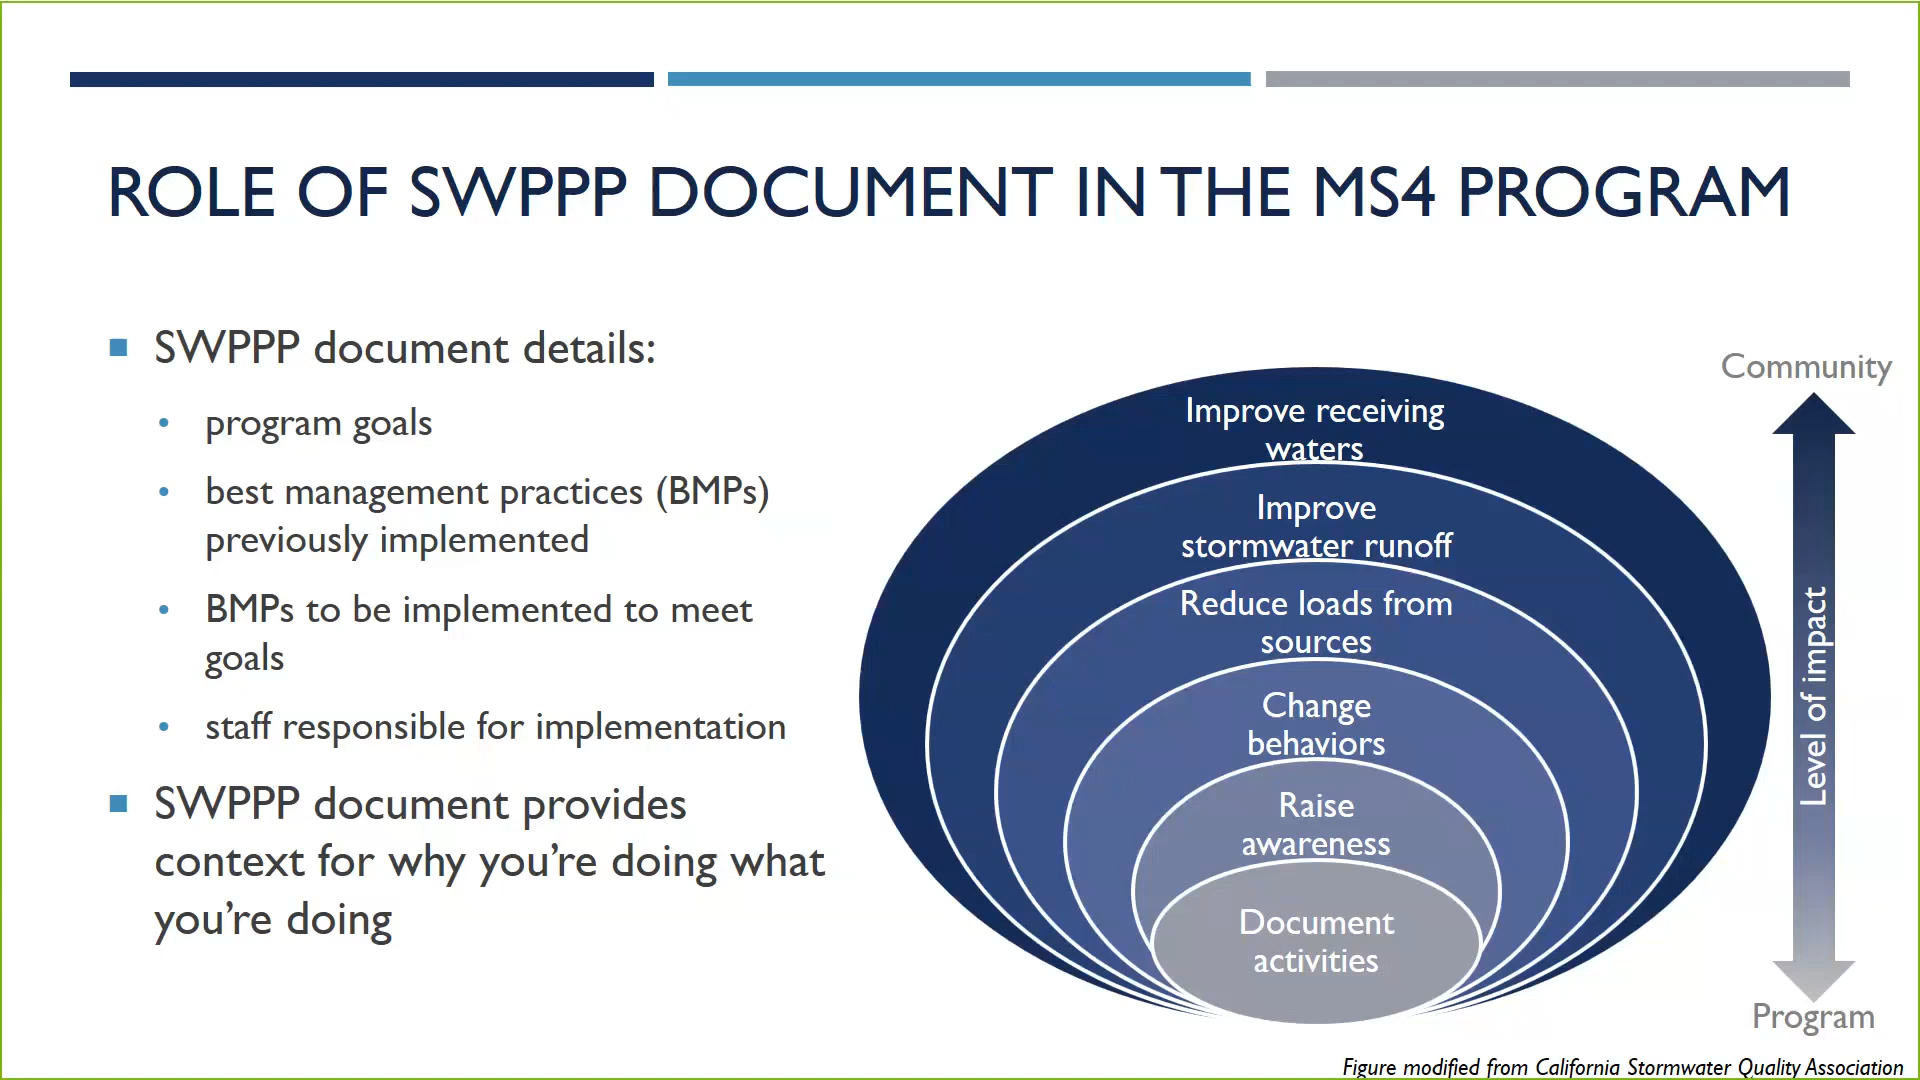 ROLE OF SWPPP DOCUMENT IN THE MS4 PROGRAM
SWPPP document details:
program goals
best management practices (BMPs)
previously implemented
BMPs to be implemented to meet
goals
staff responsible for implementation
SWPPP document provides
context for why you're doing what
you're doing
Improve receiving
waters
Improve
stormwater runoff
Reduce loads from
sources
Change
behaviors
Raise
awareness
Document
activities
Community
Level of impact
Program
Figure modified from California Stormwater Quality Association